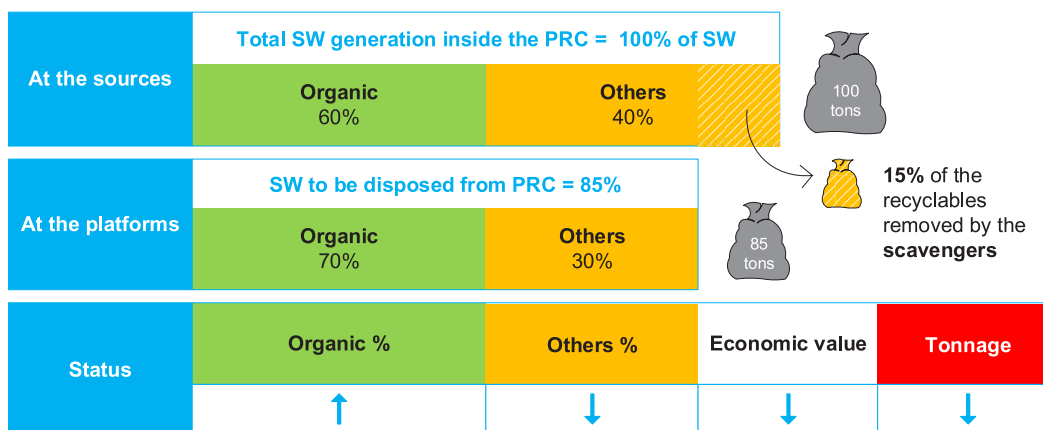 Total SW generation inside the PRC = 100% of SW
At the sources
Organic
60%
Others
40%
100
tons
SW to be disposed from PRC = 85%
At the platforms
Organic
70%
Others
30%
85
tons
15% of the
recyclables
removed by the
scavengers
Status
Organic %
Others %
Economic value
Tonnage